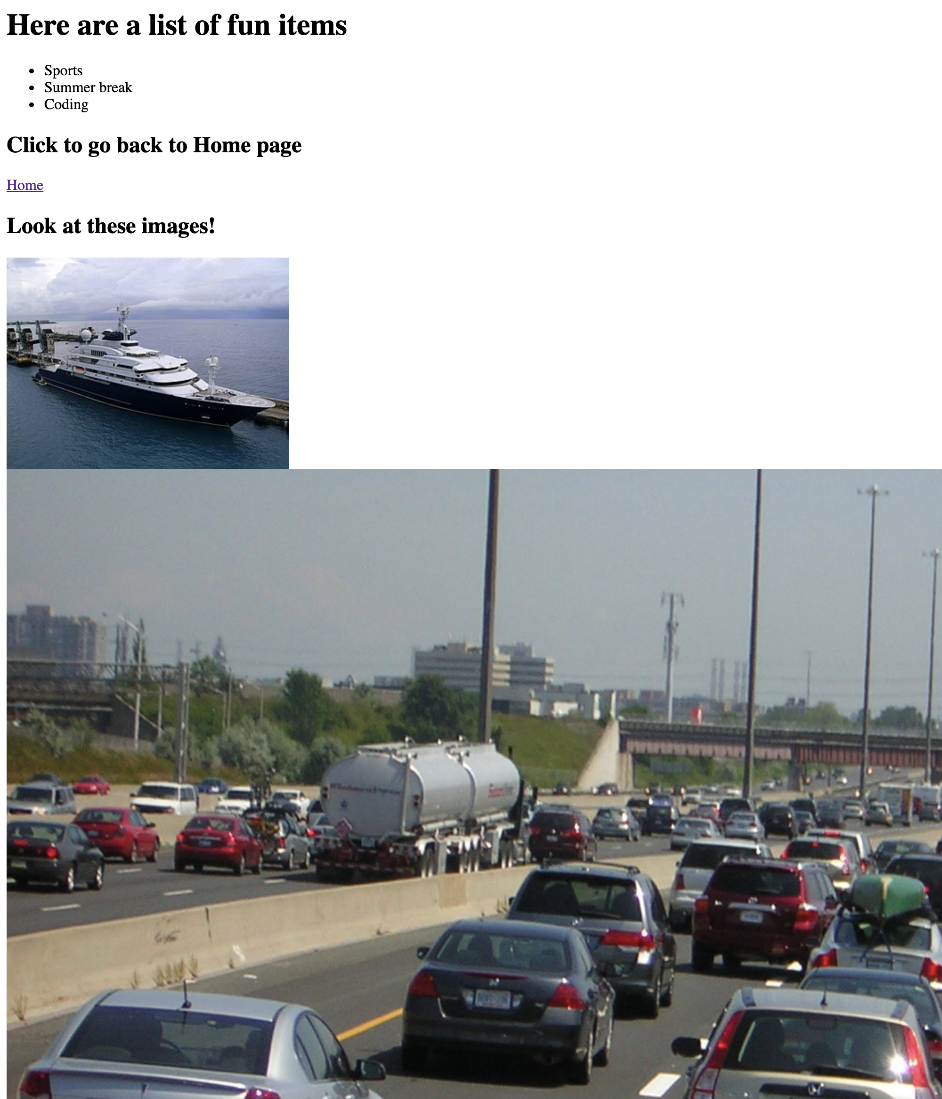 Here are a list of fun items
Sports
Summer break
Coding
Click to go back to Home page
Home
Look at these images!